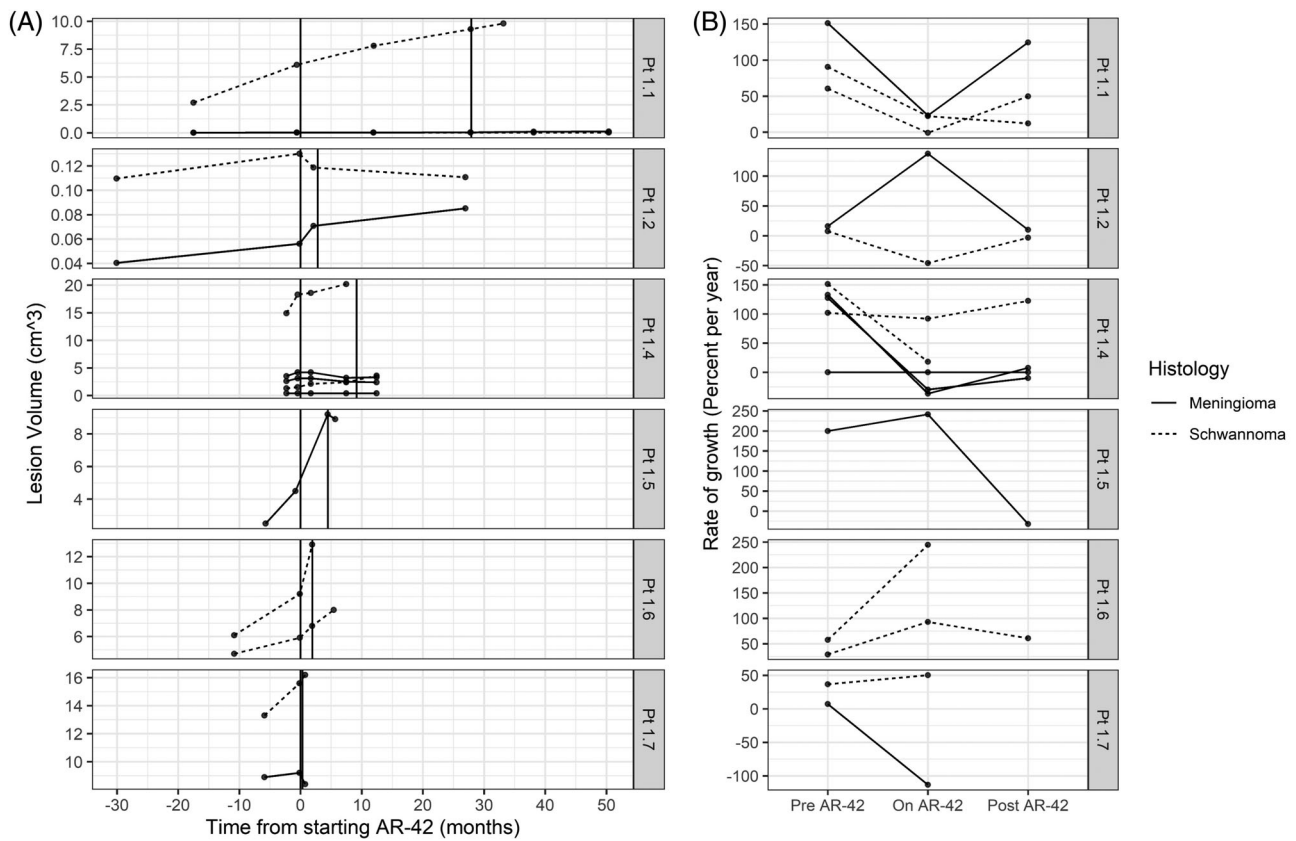 (A)
Lesion Volume (cm^3)
10.0
7.5
5.0
2.5
0.0
Pt 1.1
0.12
0.10
0.08
0.06
0.04
Pt 1.2
20
15
10
5
0
Pt 1.4
8
6
4
Pt 1.5
12
10
8
6
Pt 1.6
16
14
12
10
Pt 1.7
-30 -20 -10 0 10 20 30 40 50
Time from starting AR-42 (months)
(B)
Rate of growth (Percent per year)
150
100
50
0
Pt 1.1
100
50
0
-50
Pt 1.2
150
100
50
0
Pt 1.4
250
200
150
100
50
0
Pt 1.5
250
200
150
100
50
Pt 1.6
50
0
-50
-100
Pt 1.7
Pre AR-42 On AR-42 Post AR-42
Histology
Meningioma
Schwannoma